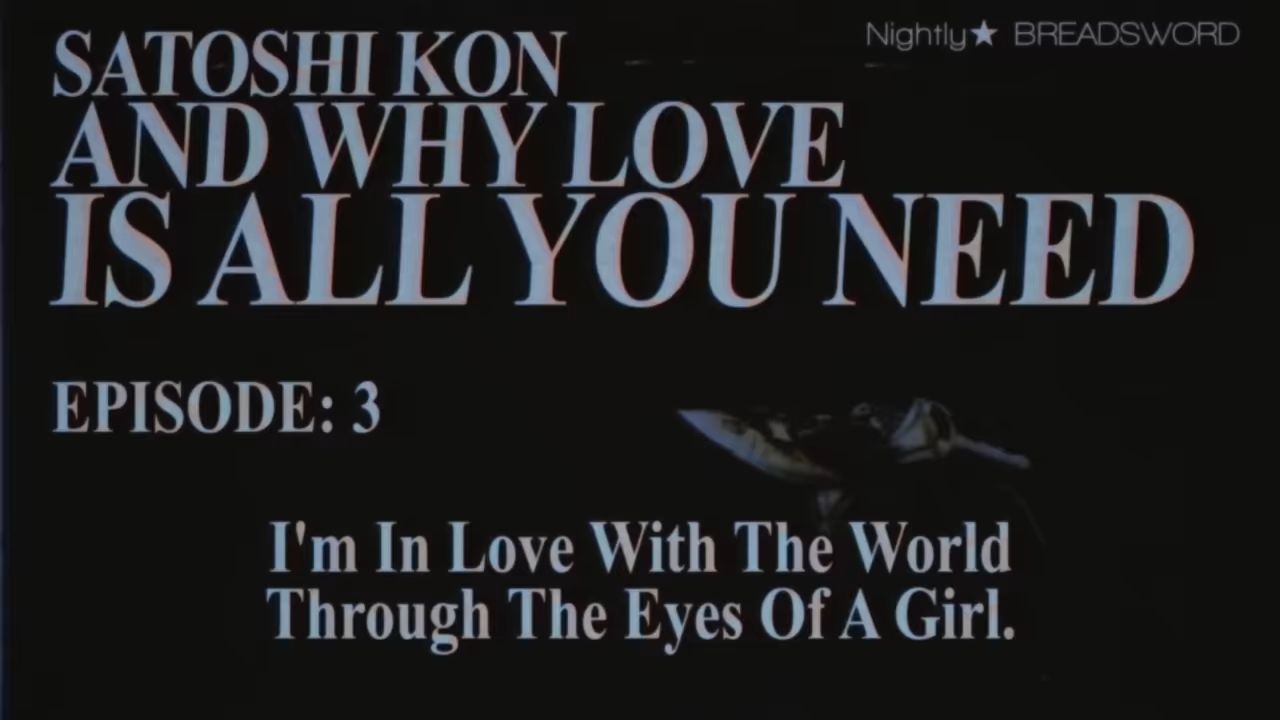 Nightly★ BREADSWORD
SATOSHI KON
AND WHY LOVE
IS ALL YOU NEED
EPISODE: 3
I'm In Love With The World
Through The Eyes Of A Girl.